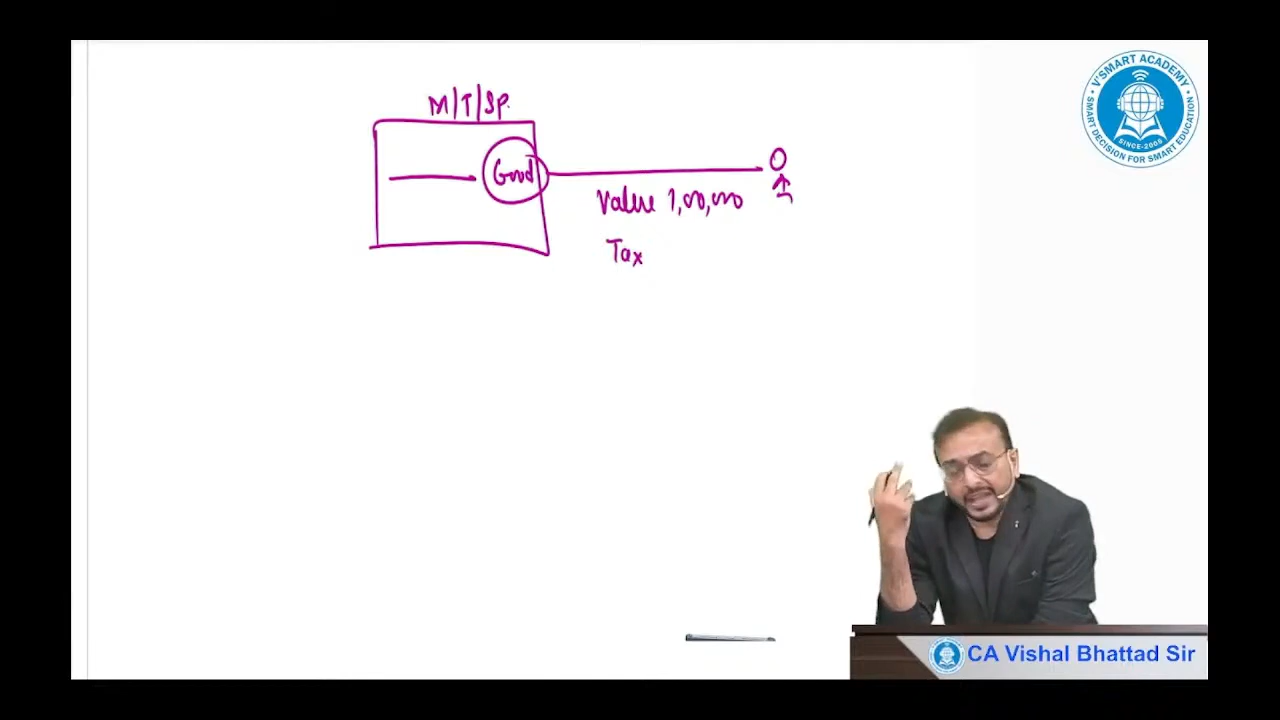 V'SMART ACADEMY
SMART DECISION FOR SMART EDUCATION
SINCE-2006
M/T/SP.
Good
Value 1,00,000
Tax
CA Vishal Bhattad Sir